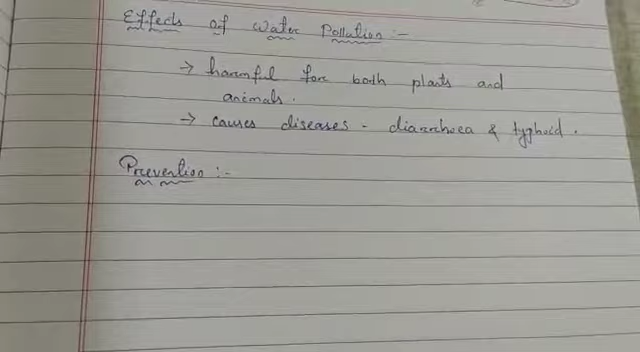 Effects of Water Pollution :-
→ harmful for both plants and
animals.
→ causes diseases - diarrhoea & typhoid.
Prevention :-